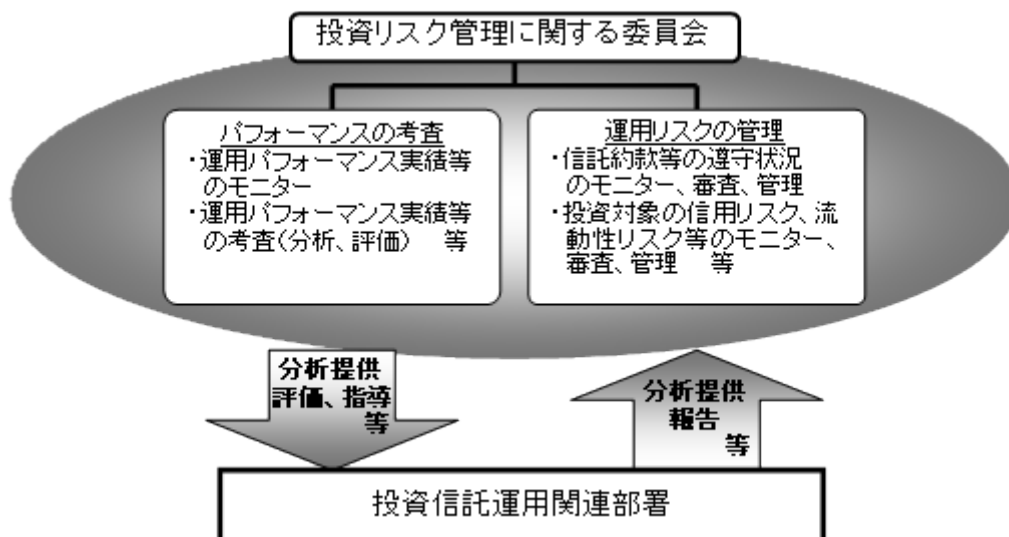 投資リスク管理に関する委員会
パフォーマンスの考査
・運用パフォーマンス実績等
のモニター
・運用パフォーマンス実績等
の考査(分析、評価) 等
運用リスクの管理
・信託約款等の遵守状況
のモニター、審査、管理
・投資対象の信用リスク、流
動性リスク等のモニター、
審査、管理 等
分析提供
評価、指導
等
分析提供
報告
等
投資信託運用関連部署